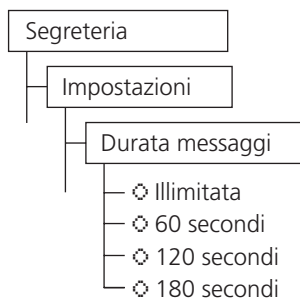 Segreteria
Impostazioni
Durata messaggi
Illimitata
60 secondi
120 secondi
180 secondi